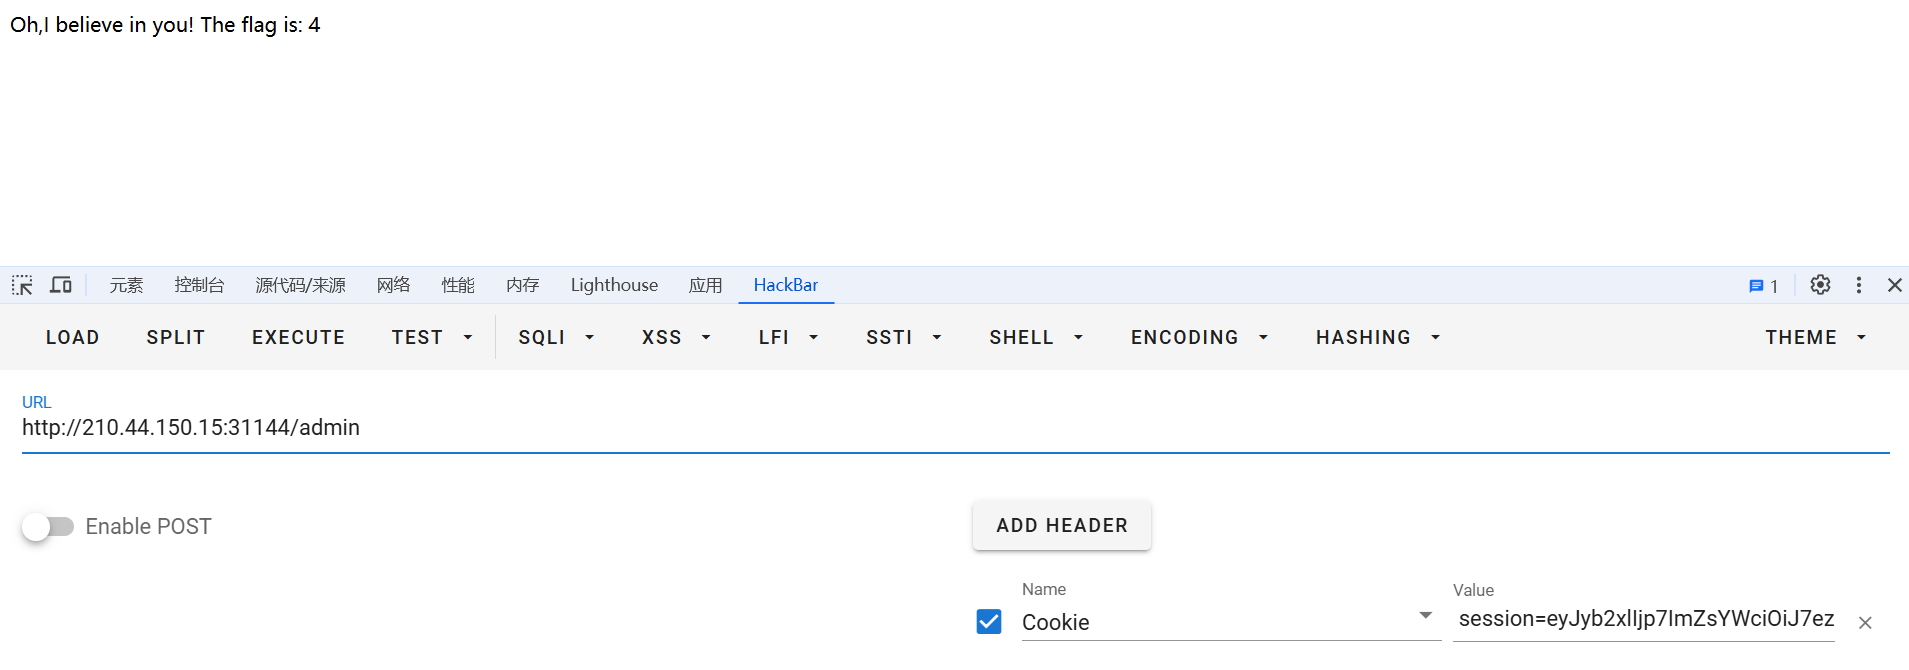 Oh,I believe in you! The flag is: 4
元素 控制台 源代码/来源 网络 性能 内存 Lighthouse 应用 HackBar 1
LOAD SPLIT EXECUTE TEST SQLI XSS LFI SSTI SHELL ENCODING HASHING THEME
URL
http://210.44.150.15:31144/admin
Enable POST ADD HEADER
Name Value
Cookie session=eyJyb2xlIjp7ImZsYWciOiJ7ez